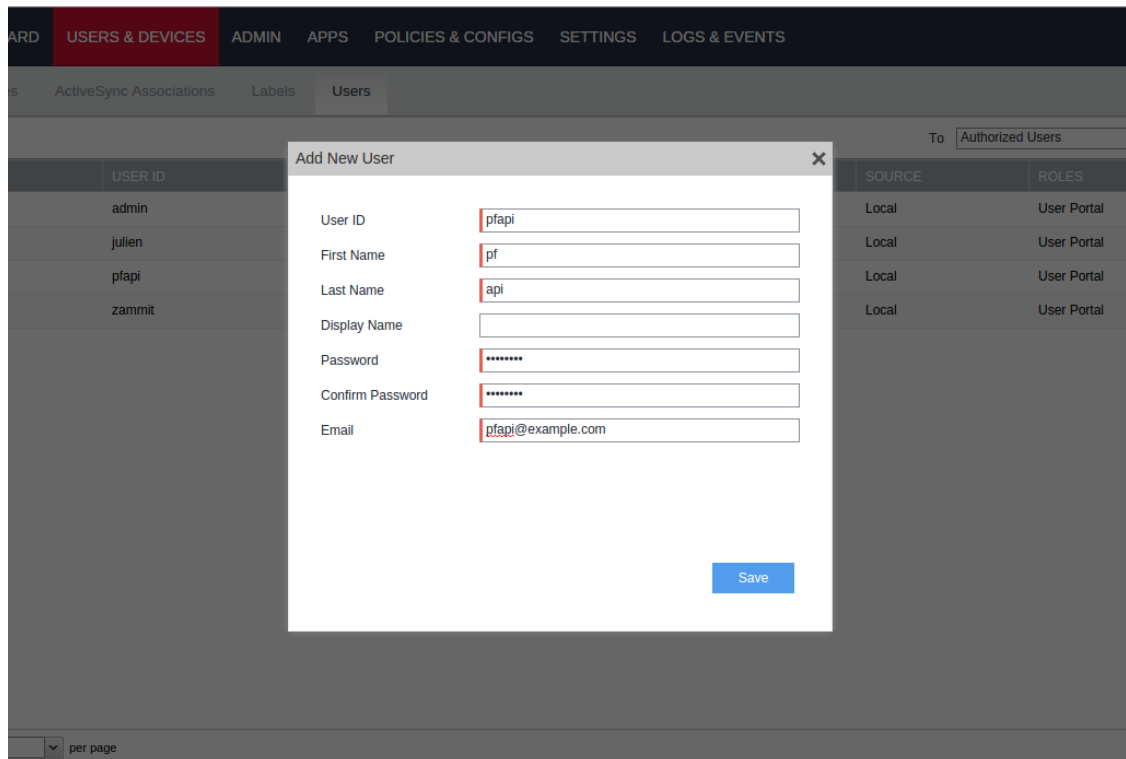 ARD USERS & DEVICES ADMIN APPS POLICIES & CONFIGS SETTINGS LOGS & EVENTS
es ActiveSync Associations Labels Users
To Authorized Users
Add New User
USER ID SOURCE ROLES
admin Local User Portal
julien Local User Portal
pfapi Local User Portal
zammit Local User Portal
User ID pfapi
First Name pf
Last Name api
Display Name
Password ••••••••
Confirm Password ••••••••
Email pfapi@example.com
Save
per page